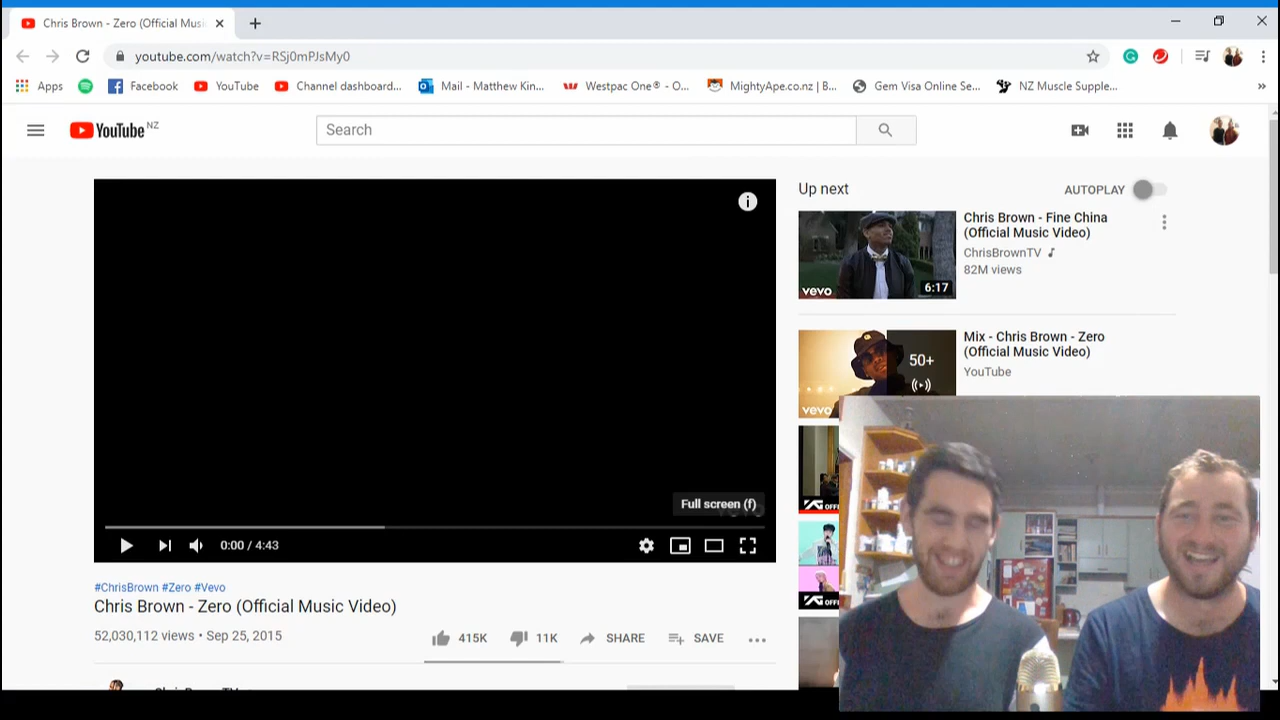 Chris Brown - Zero (Official Musi
youtube.com/watch?v=RSj0mPJsMy0
Apps
Facebook
YouTube
Channel dashboard...
Mail - Matthew Kin...
Westpac One® - O...
MightyApe.co.nz | B...
Gem Visa Online Se...
NZ Muscle Supple...
»
YouTube NZ
Search
Up next
AUTOPLAY
Chris Brown - Fine China
(Official Music Video)
ChrisBrownTV
82M views
vevo
6:17
Mix - Chris Brown - Zero
(Official Music Video)
YouTube
50+
vevo
Full screen (f)
0:00 / 4:43
#ChrisBrown #Zero #Vevo
Chris Brown - Zero (Official Music Video)
52,030,112 views • Sep 25, 2015
415K
11K
SHARE
SAVE